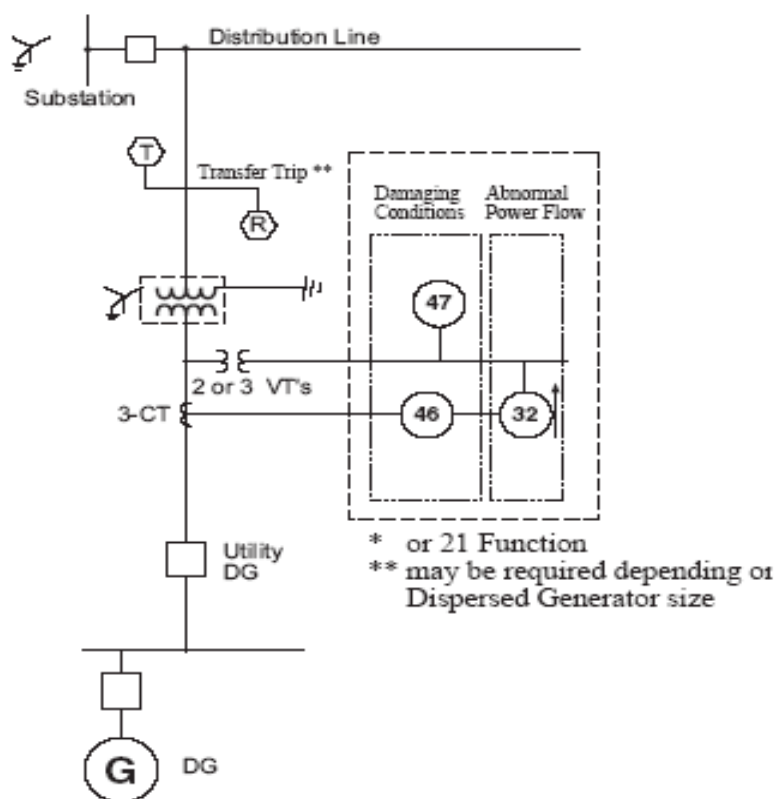 Distribution Line
Substation
T
Transfer Trip **
R
Damaging
Conditions
Abnormal
Power Flow
47
2 or 3 VT's
3-CT
46
32
Utility
DG
* or 21 Function
** may be required depending or
Dispersed Generator size
G
DG